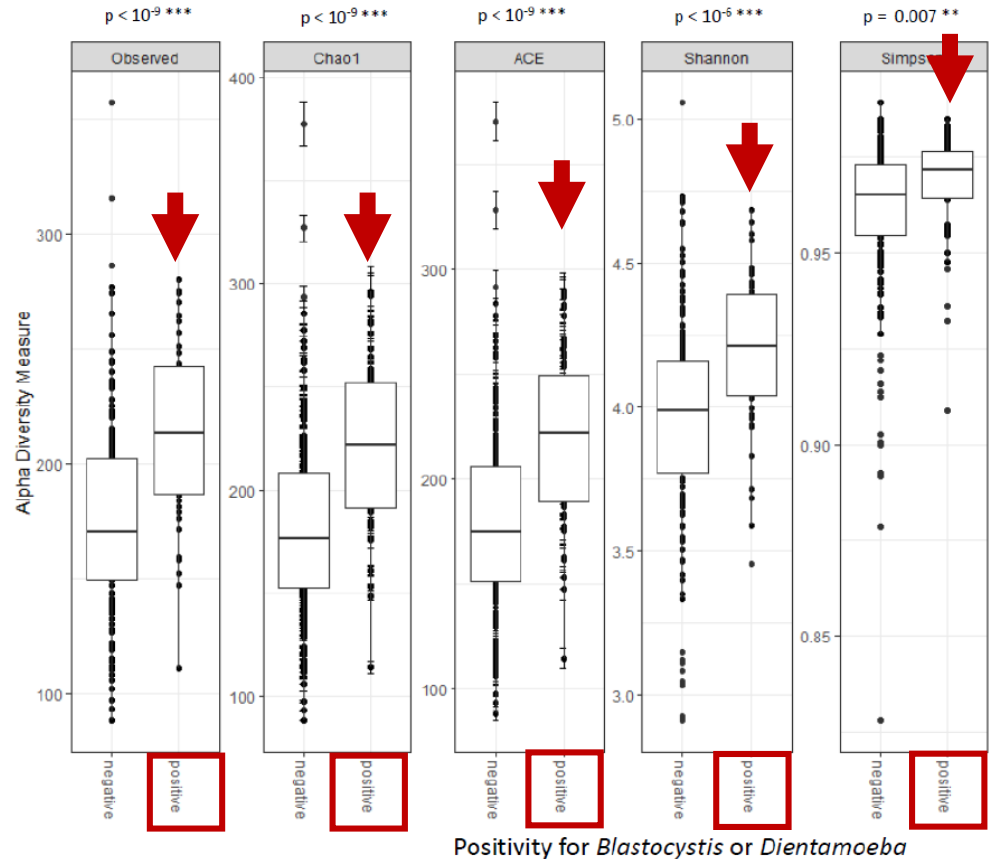 p < 10-9 *** p < 10-9 *** p < 10-9 *** p < 10-6 *** p = 0.007 **
Observed Chao1 ACE Shannon
400
5.0
300 300 300 4.5 0.95
200 200 200 4.0 0.90
3.5 0.85
100 100 100 3.0
Alpha Diversity Measure
negative positive negative positive negative positive negative positive negative positive
Positivity for Blastocystis or Dientamoeba